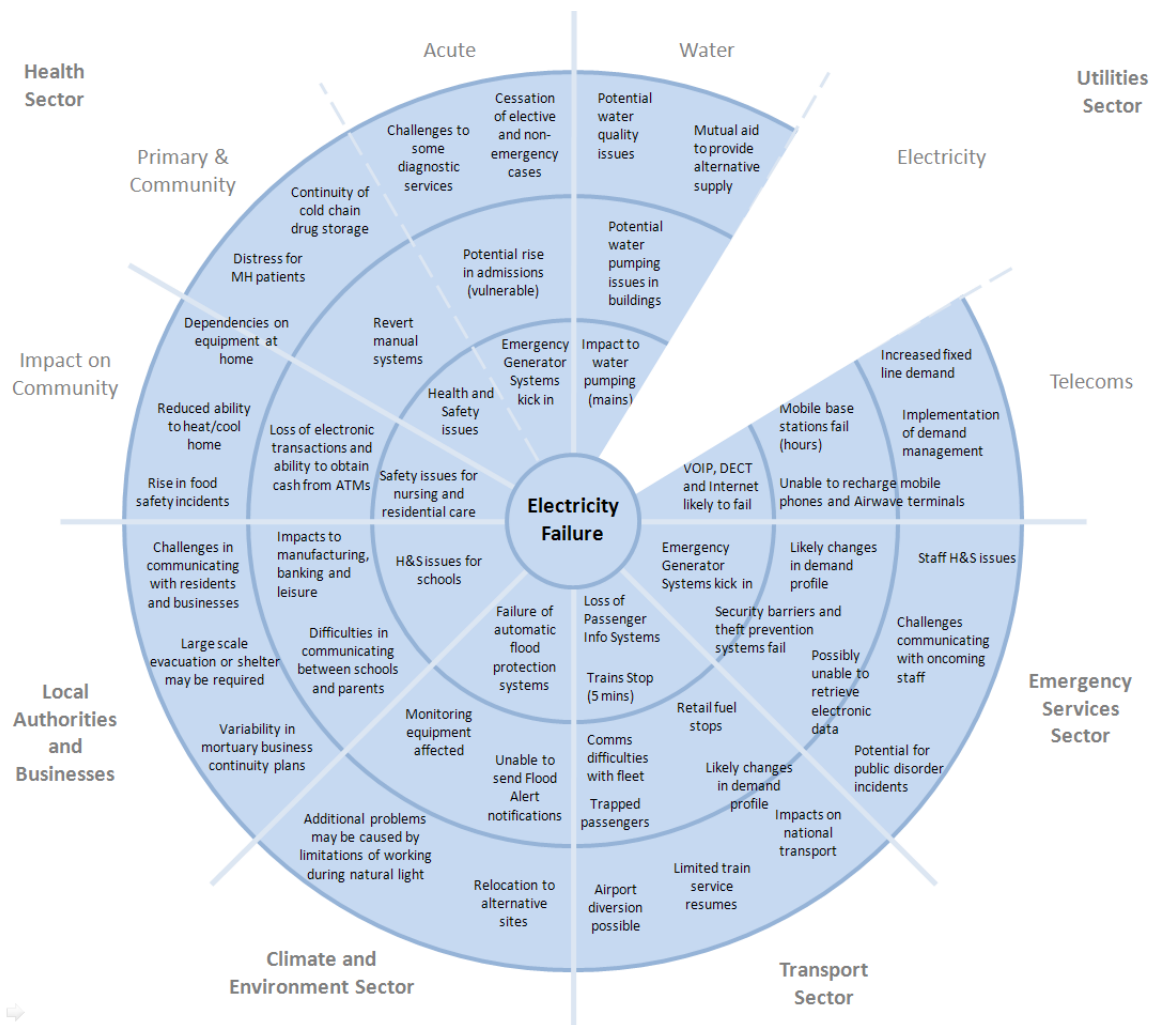 Health
Sector
Acute
Water
Utilities
Sector
Primary &
Community
Electricity
Impact on
Community
Telecoms
Cessation
of elective
and non-
emergency
cases
Challenges to
some
diagnostic
services
Potential
water
quality
issues
Mutual aid
to provide
alternative
supply
Continuity of
cold chain
drug storage
Distress for
MH patients
Potential rise
in admissions
(vulnerable)
Potential
water
pumping
issues in
buildings
Dependencies on
equipment at
home
Revert
manual
systems
Emergency
Generator
Systems
kick in
Impact to
water
pumping
(mains)
Health and
Safety
issues
Increased fixed
line demand
Reduced ability
to heat/cool
home
Loss of electronic
transactions and
ability to obtain
cash from ATMs
Mobile base
stations fail
(hours)
Implementation
of demand
management
Rise in food
safety incidents
Safety issues for
nursing and
residential care
VOIP, DECT
and Internet
likely to fail
Unable to recharge mobile
phones and Airwave terminals
Electricity
Failure
Challenges in
communicating
with residents
and businesses
Impacts to
manufacturing,
banking and
leisure
H&S issues for
schools
Emergency
Generator
Systems kick in
Likely changes
in demand
profile
Staff H&S issues
Failure of
automatic
flood
protection
systems
Loss of
Passenger
Info Systems
Security barriers and
theft prevention
systems fail
Challenges
communicating
with oncoming
staff
Large scale
evacuation or shelter
may be required
Difficulties in
communicating
between schools
and parents
Trains Stop
(5 mins)
Possibly
unable to
retrieve
electronic
data
Local
Authorities
and
Businesses
Emergency
Services
Sector
Variability in
mortuary business
continuity plans
Monitoring
equipment
affected
Retail fuel
stops
Comms
difficulties
with fleet
Potential for
public disorder
incidents
Unable to
send Flood
Alert
notifications
Trapped
passengers
Likely changes
in demand
profile
Additional problems
may be caused by
limitations of working
during natural light
Impacts on
national
transport
Relocation to
alternative
sites
Airport
diversion
possible
Limited train
service
resumes
Climate and
Environment Sector
Transport
Sector